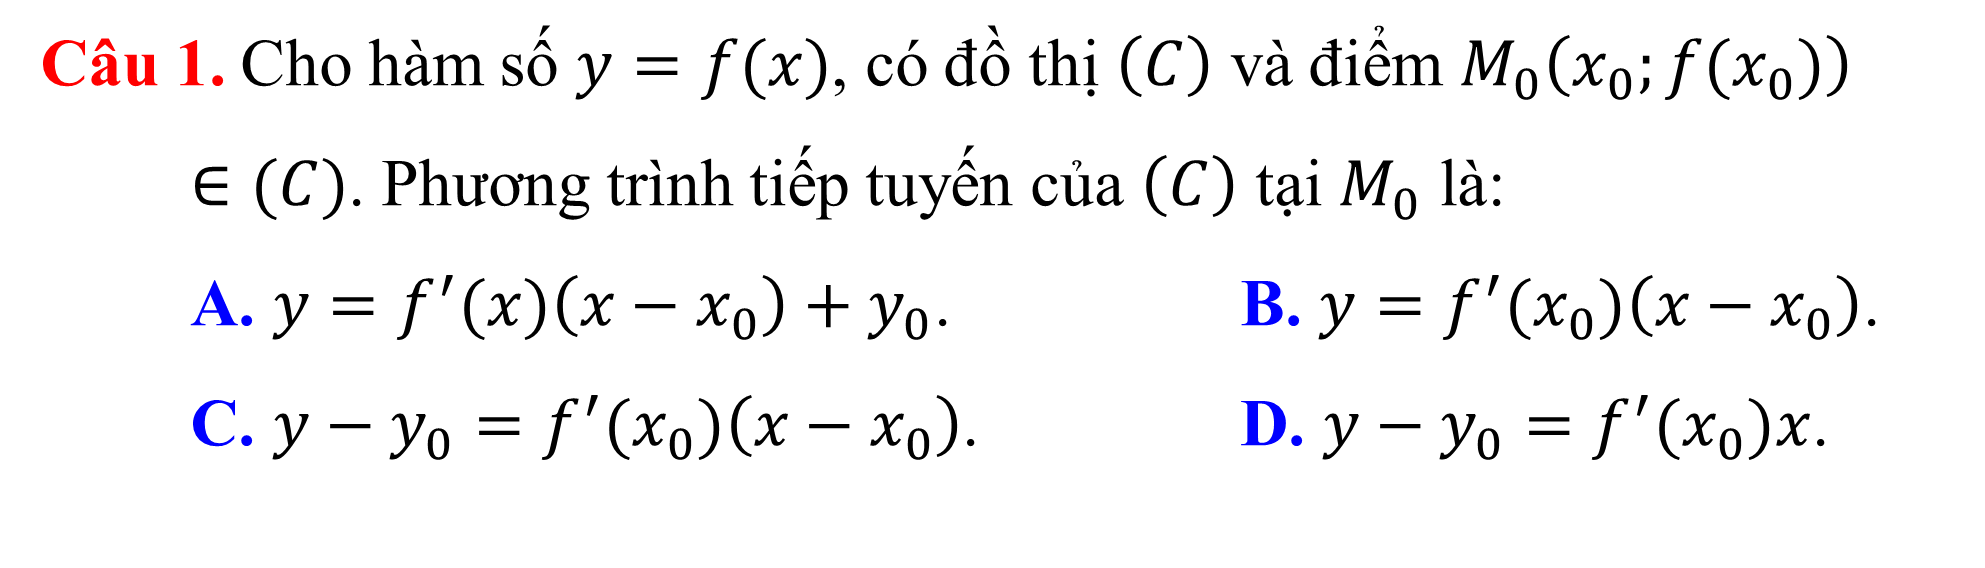 Câu 1. Cho hàm số y = f(x), có đồ thị (C) và điểm M₀(x₀; f(x₀))
∈ (C). Phương trình tiếp tuyến của (C) tại M₀ là:
A. y = f′(x)(x − x₀) + y₀. B. y = f′(x₀)(x − x₀).
C. y − y₀ = f′(x₀)(x − x₀). D. y − y₀ = f′(x₀)x.